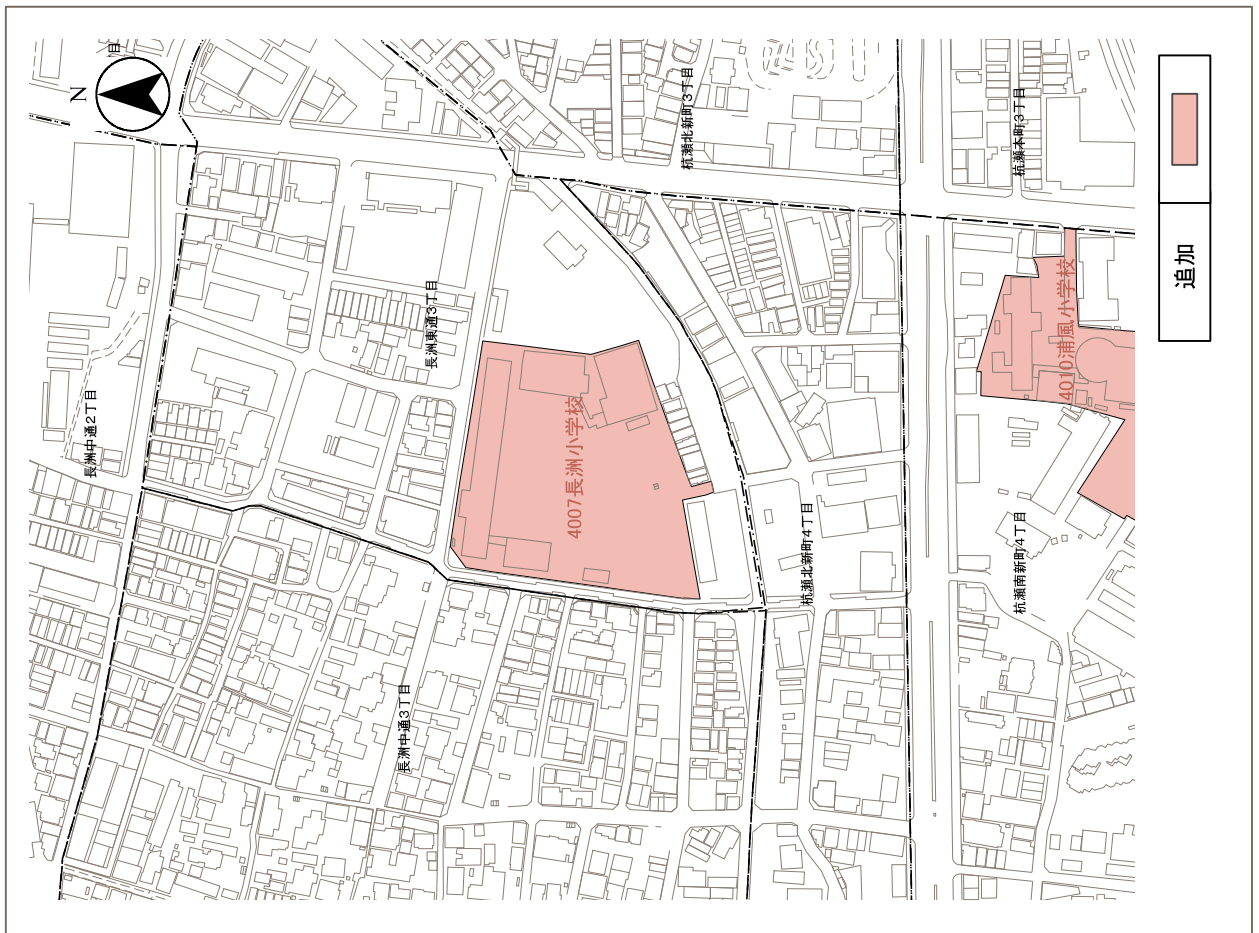 目
N
長洲中通2丁目
長洲東通3丁目
長洲中通3丁目
4007長洲小学校
杭瀬北新町3丁目
杭瀬北新町4丁目
杭瀬本町3丁目
4010浦風小学校
杭瀬南新町4丁目
追加